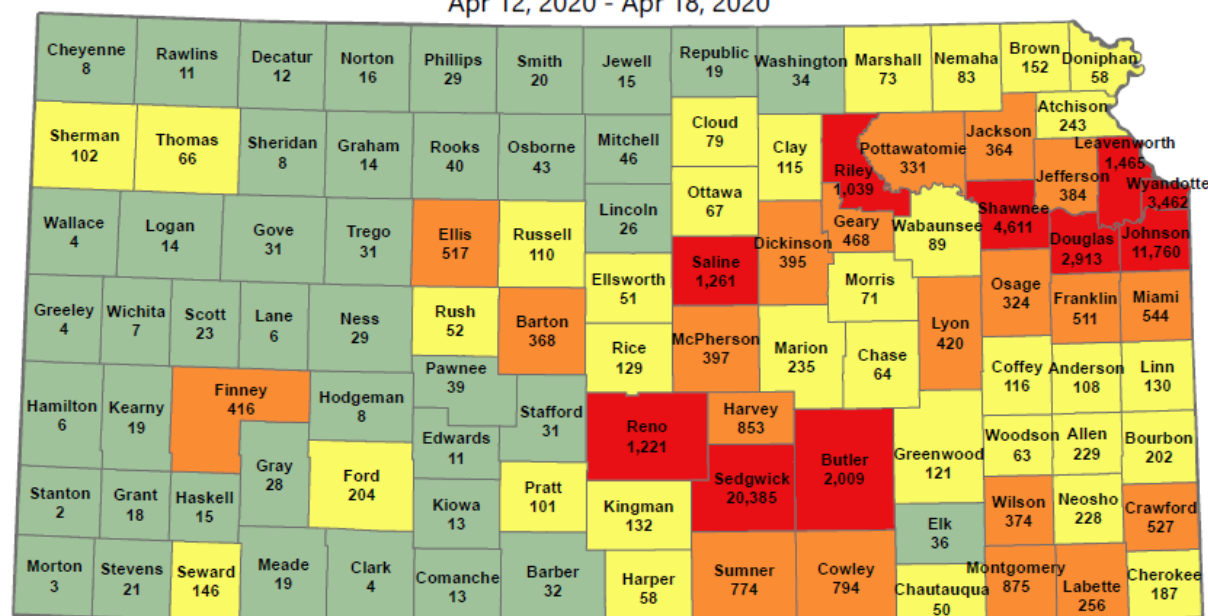 Apr 12, 2020 - Apr 18, 2020
Cheyenne
8
Rawlins
11
Decatur
12
Norton
16
Phillips
29
Smith
20
Jewell
15
Republic
19
Washington
34
Marshall
73
Nemaha
83
Brown
152
Doniphan
58
Sherman
102
Thomas
66
Sheridan
8
Graham
14
Rooks
40
Osborne
43
Mitchell
46
Cloud
79
Clay
115
Riley
1,039
Pottawatomie
331
Jackson
364
Atchison
243
Jefferson
384
Leavenworth
1,465
Wyandotte
3,462
Wallace
4
Logan
14
Gove
31
Trego
31
Ellis
517
Russell
110
Lincoln
26
Ottawa
67
Saline
1,261
Dickinson
395
Geary
468
Wabaunsee
89
Shawnee
4,611
Douglas
2,913
Johnson
11,760
Ellsworth
51
Morris
71
Osage
324
Franklin
511
Miami
544
Greeley
4
Wichita
7
Scott
23
Lane
6
Ness
29
Rush
52
Barton
368
Rice
129
McPherson
397
Marion
235
Chase
64
Lyon
420
Coffey
116
Anderson
108
Linn
130
Hamilton
6
Kearny
19
Finney
416
Hodgeman
8
Pawnee
39
Stafford
31
Edwards
11
Reno
1,221
Harvey
853
Sedgwick
20,385
Butler
2,009
Greenwood
121
Woodson
63
Allen
229
Bourbon
202
Stanton
2
Grant
18
Haskell
15
Gray
28
Ford
204
Kiowa
13
Pratt
101
Kingman
132
Elk
36
Wilson
374
Neosho
228
Crawford
527
Morton
3
Stevens
21
Seward
146
Meade
19
Clark
4
Comanche
13
Barber
32
Harper
58
Sumner
774
Cowley
794
Chautauqua
50
Montgomery
875
Labette
256
Cherokee
187